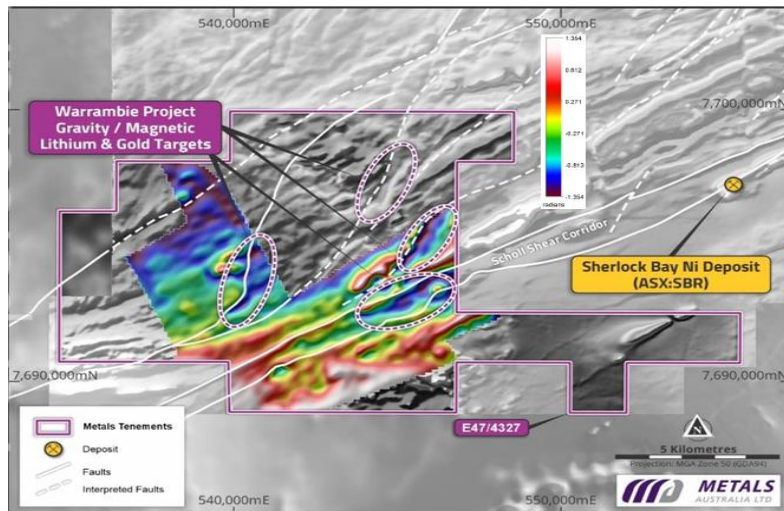 540,000mE
550,000mE
1.354
0.812
0.271
-0.271
-0.813
-1.354
radians
7,700,000mN
Warrambie Project
Gravity / Magnetic
Lithium & Gold Targets
Scholl Shear Corridor
Sherlock Bay Ni Deposit
(ASX:SBR)
7,690,000mN
7,690,000mN
E47/4327
Metals Tenements
Deposit
Faults
Interpreted Faults
N
5 Kilometres
Projection: MGA Zone 50 (GDA94)
540,000mE
550,000mE
METALS
AUSTRALIA LTD